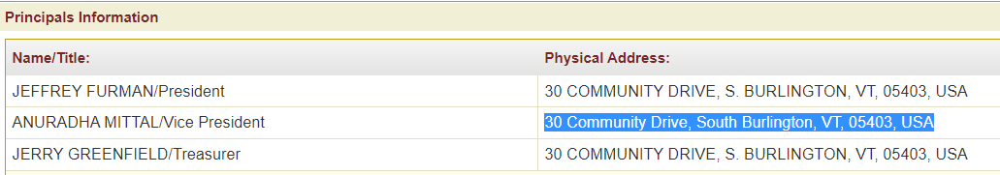 Principals Information
Name/Title: Physical Address:
JEFFREY FURMAN/President 30 COMMUNITY DRIVE, S. BURLINGTON, VT, 05403, USA
ANURADHA MITTAL/Vice President 30 Community Drive, South Burlington, VT, 05403, USA
JERRY GREENFIELD/Treasurer 30 COMMUNITY DRIVE, S. BURLINGTON, VT, 05403, USA